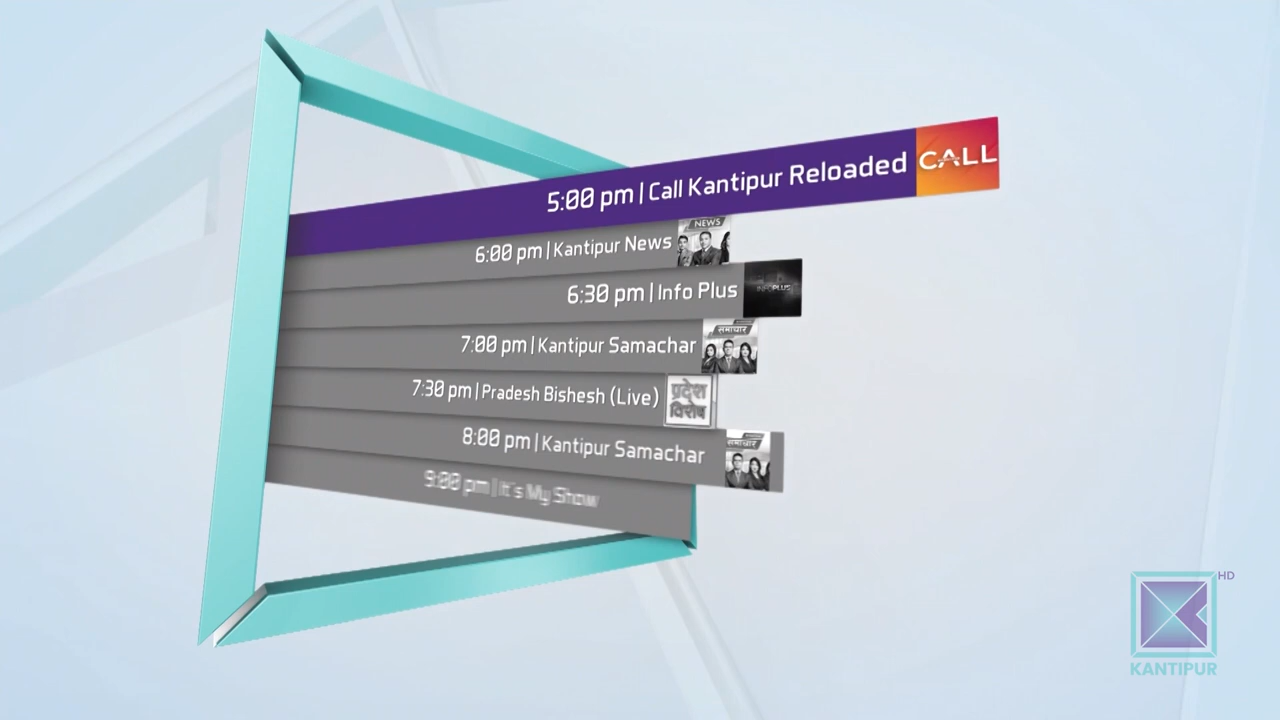 5:00 pm | Call Kantipur Reloaded CALL
6:00 pm | Kantipur News NEWS
6:30 pm | Info Plus INFOPLUS
7:00 pm | Kantipur Samachar समाचार
7:30 pm | Pradesh Bishesh (Live) प्रदेश विशेष
8:00 pm | Kantipur Samachar समाचार
9:00 pm | It's My Show
HD
KANTIPUR